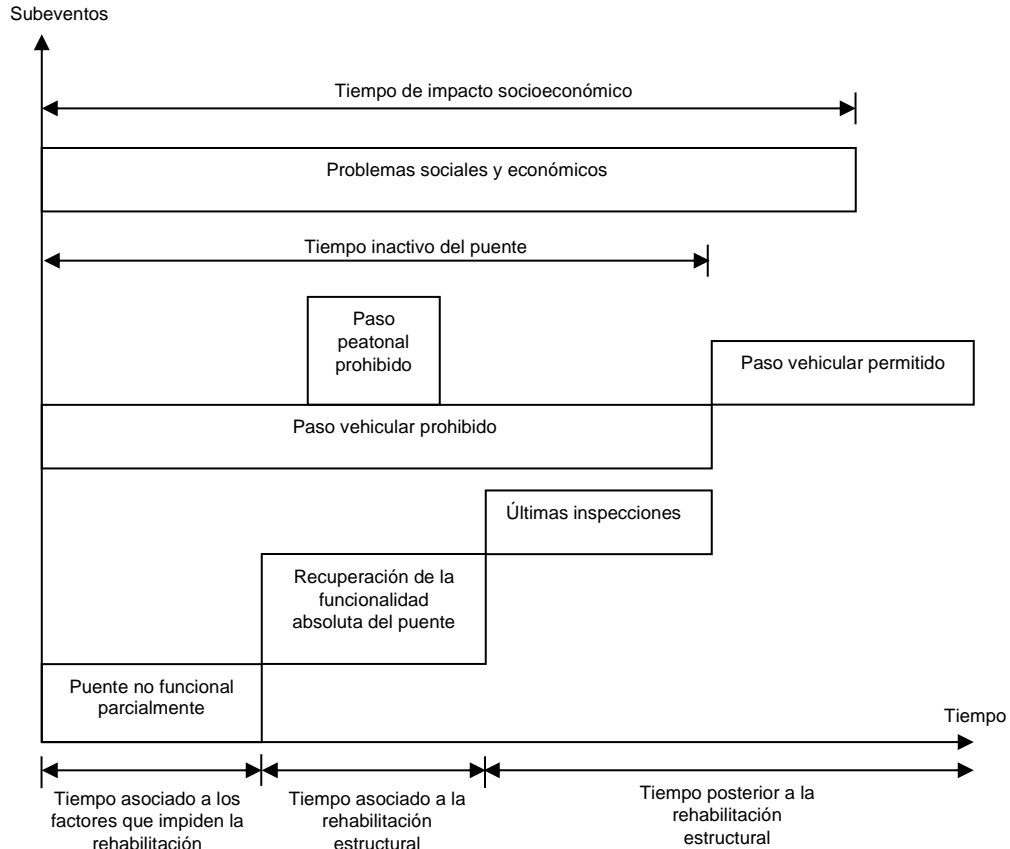 Subeventos
Tiempo de impacto socioeconómico
Problemas sociales y económicos
Tiempo inactivo del puente
Paso
peatonal
prohibido
Paso vehicular permitido
Paso vehicular prohibido
Últimas inspecciones
Recuperación de la
funcionalidad
absoluta del puente
Puente no funcional
parcialmente
Tiempo
Tiempo asociado a los
factores que impiden la
rehabilitación
Tiempo asociado a la
rehabilitación
estructural
Tiempo posterior a la
rehabilitación
estructural